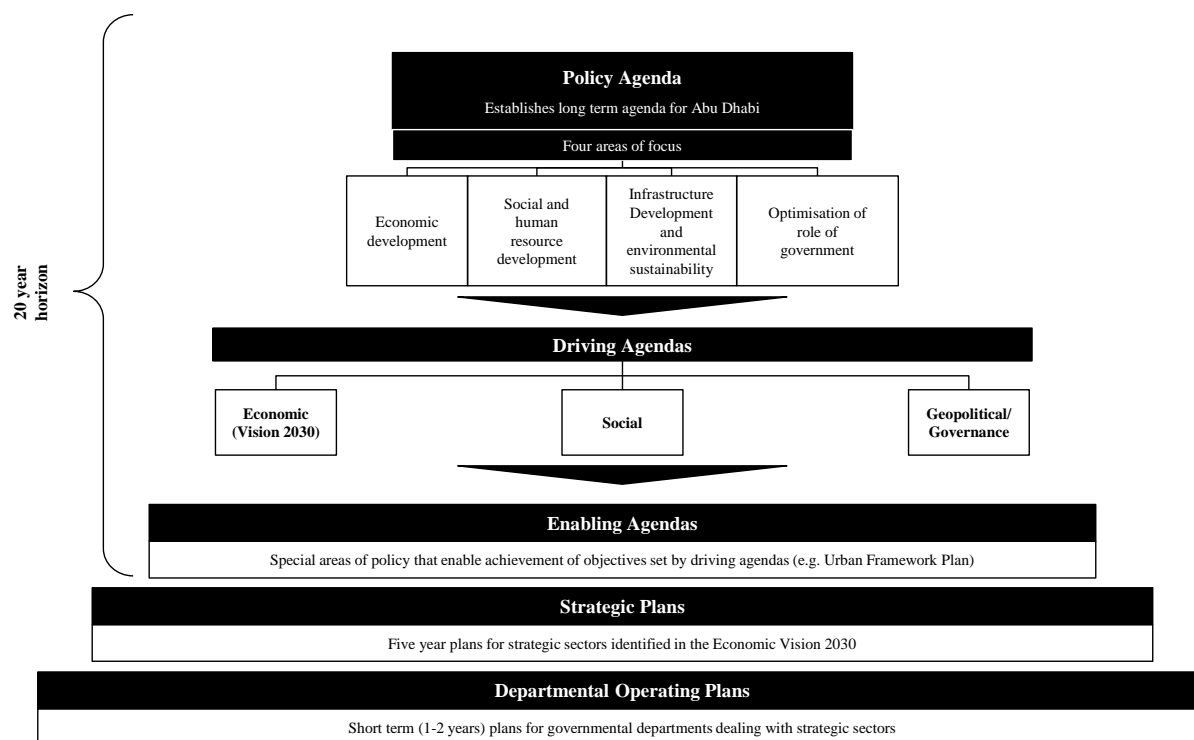 Policy Agenda
Establishes long term agenda for Abu Dhabi
Four areas of focus
Economic
development
Social and
human
resource
development
Infrastructure
Development
and
environmental
sustainability
Optimisation of
role of
government
20 year
horizon
Driving Agendas
Economic
(Vision 2030)
Social
Geopolitical/
Governance
Enabling Agendas
Special areas of policy that enable achievement of objectives set by driving agendas (e.g. Urban Framework Plan)
Strategic Plans
Five year plans for strategic sectors identified in the Economic Vision 2030
Departmental Operating Plans
Short term (1-2 years) plans for governmental departments dealing with strategic sectors